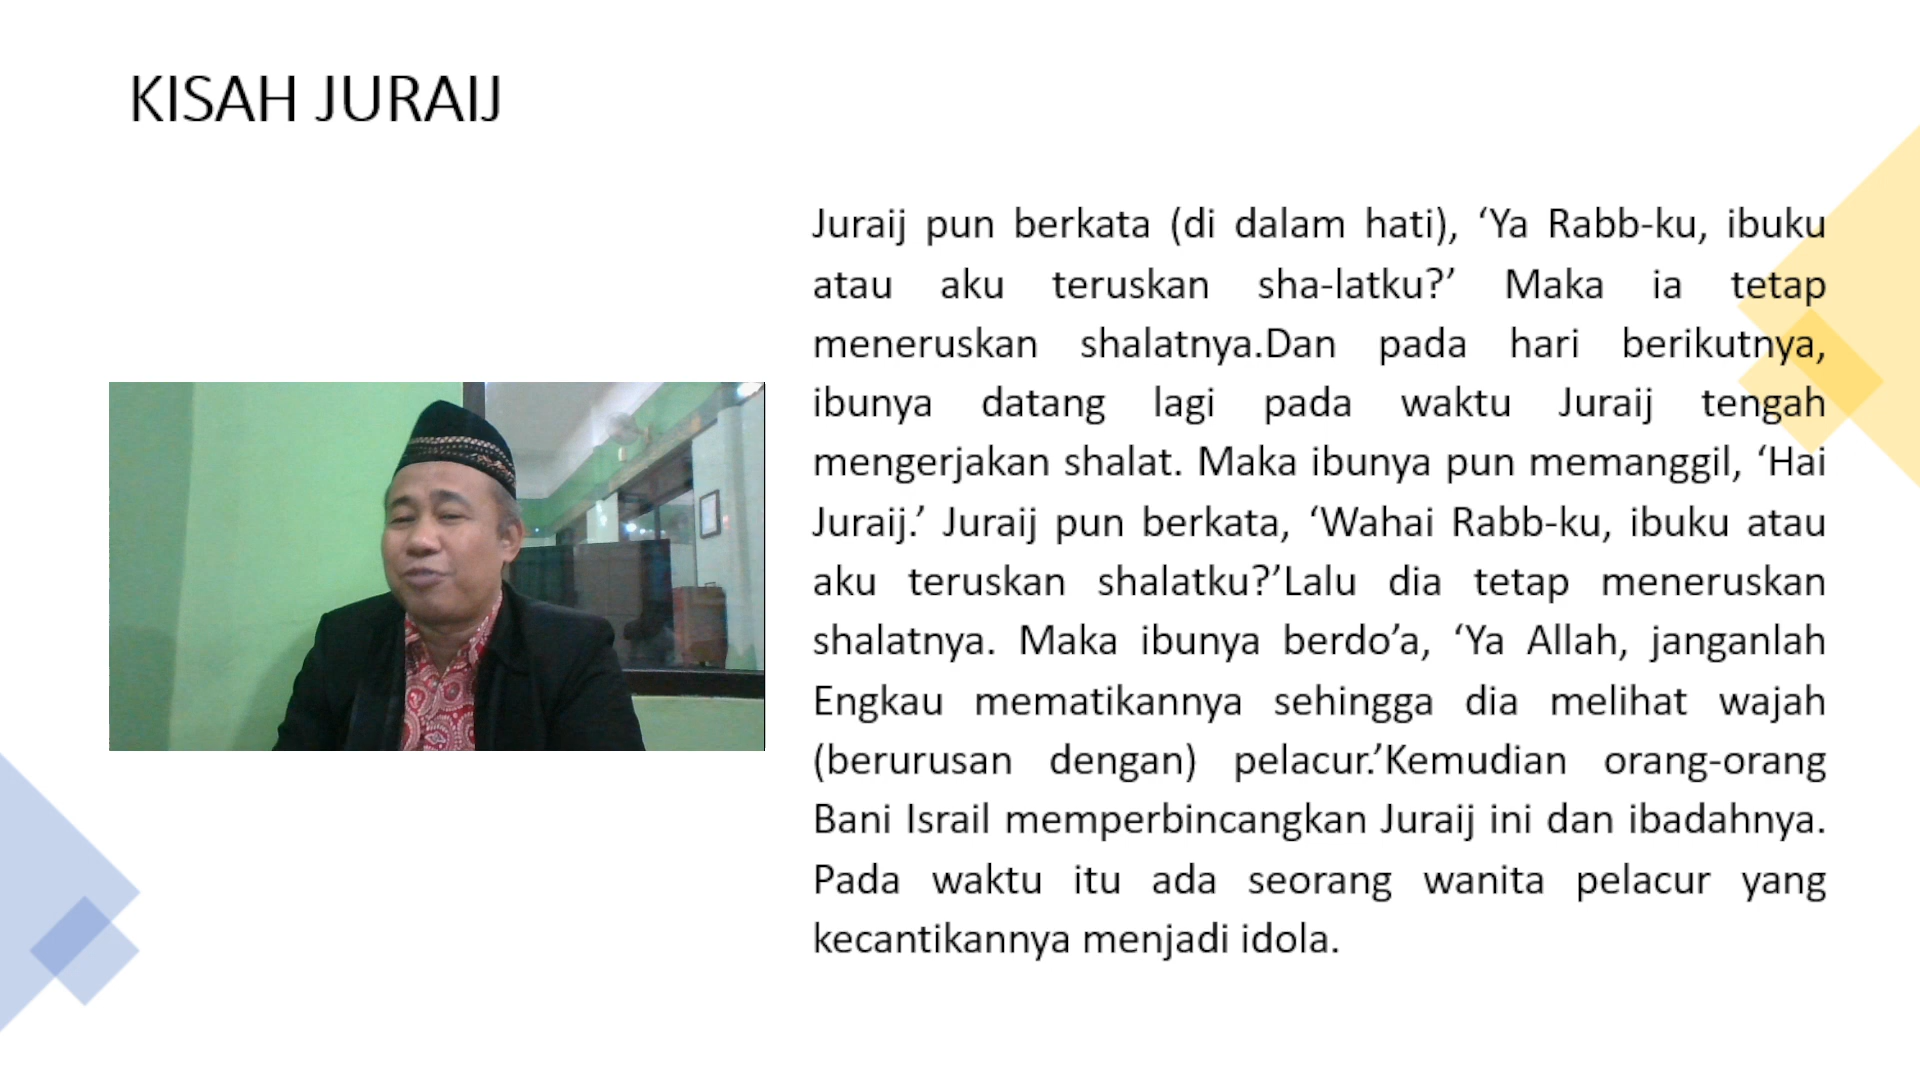 KISAH JURAIJ
Juraij pun berkata (di dalam hati), ‘Ya Rabb-ku, ibuku
atau aku teruskan sha-latku?’ Maka ia tetap
meneruskan shalatnya.Dan pada hari berikutnya,
ibunya datang lagi pada waktu Juraij tengah
mengerjakan shalat. Maka ibunya pun memanggil, ‘Hai
Juraij.’ Juraij pun berkata, ‘Wahai Rabb-ku, ibuku atau
aku teruskan shalatku?’Lalu dia tetap meneruskan
shalatnya. Maka ibunya berdo’a, ‘Ya Allah, janganlah
Engkau mematikannya sehingga dia melihat wajah
(berurusan dengan) pelacur.’Kemudian orang-orang
Bani Israil memperbincangkan Juraij ini dan ibadahnya.
Pada waktu itu ada seorang wanita pelacur yang
kecantikannya menjadi idola.